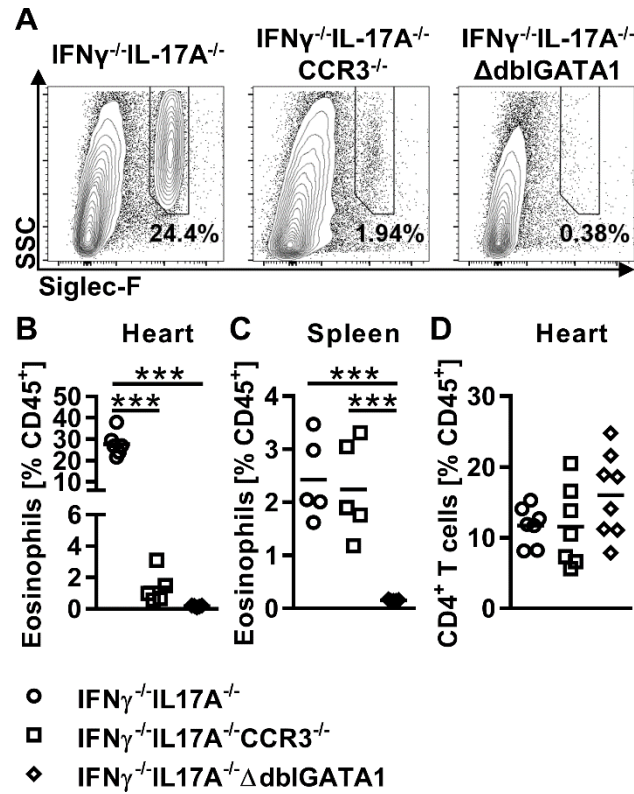 A
IFNγ-/-IL-17A-/-
IFNγ-/-IL-17A-/-
CCR3-/-
IFNγ-/-IL-17A-/-
ΔdblGATA1
SSC
24.4%
1.94%
0.38%
Siglec-F
B Heart
C Spleen
D Heart
Eosinophils [% CD45+]
50
40
30
20
10
6
4
2
0
***
***
Eosinophils [% CD45+]
4
3
2
1
0
***
***
CD4+ T cells [% CD45+]
30
20
10
0
IFNγ-/-IL17A-/-
IFNγ-/-IL17A-/-CCR3-/-
IFNγ-/-IL17A-/-ΔdblGATA1